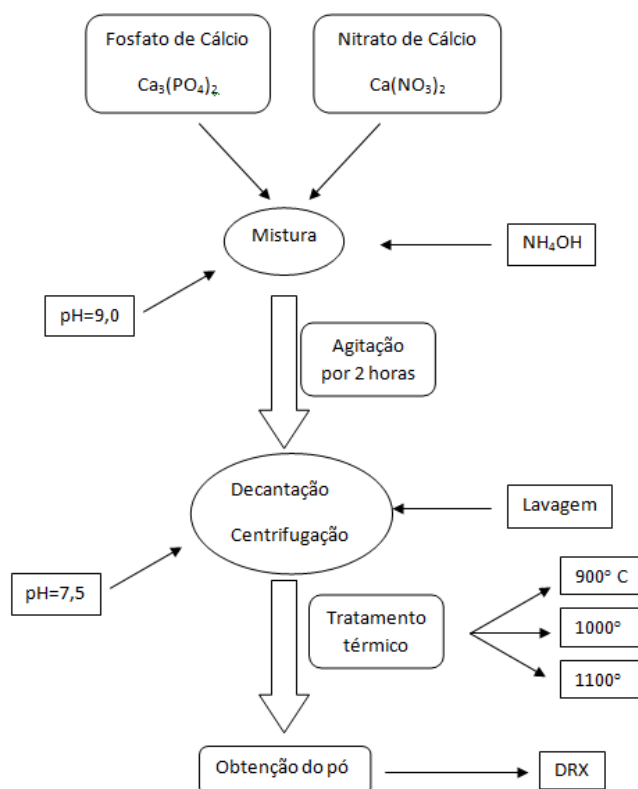 Fosfato de Cálcio
Ca₃(PO₄)₂
Nitrato de Cálcio
Ca(NO₃)₂
Mistura
NH₄OH
pH=9,0
Agitação
por 2 horas
Decantação
Centrifugação
Lavagem
pH=7,5
Tratamento
térmico
900° C
1000°
1100°
Obtenção do pó
DRX